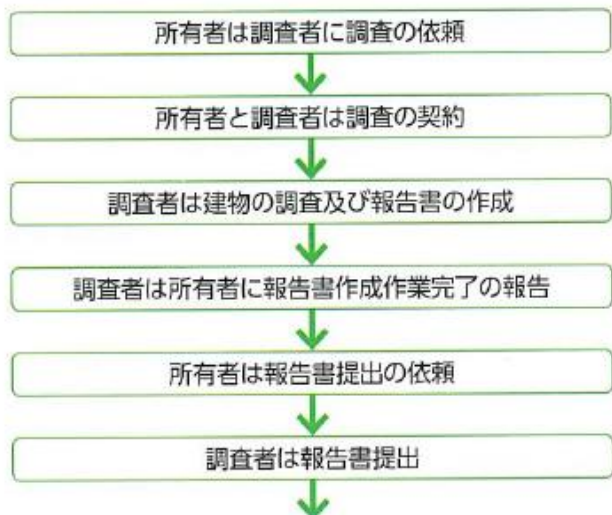 所有者は調査者に調査の依頼
所有者と調査者は調査の契約
調査者は建物の調査及び報告書の作成
調査者は所有者に報告書作成作業完了の報告
所有者は報告書提出の依頼
調査者は報告書提出